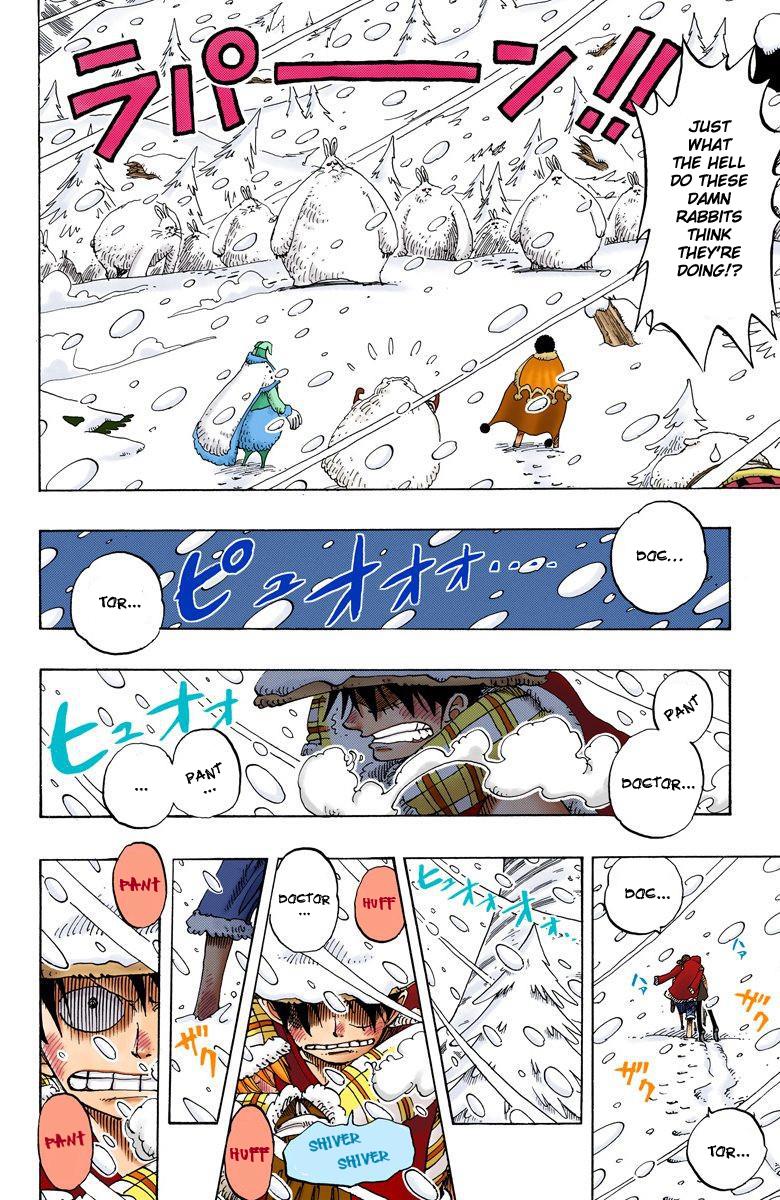 JUST
WHAT
THE HELL
DO THESE
DAMN
RABBITS
THINK
THEY'RE
DOING!?
ラパーン!!
DOC...
ピュオオオ....
TOR...
PANT
DOCTOR...
ヒュオオ
PANT
...
...
DOC...
ハァ
ハァ
ザク
ザク
TOR...
ヒュオオオオ...
HUFF
DOCTOR
...
HUFF
SHIVER
SHIVER
ザク
PANT
PANT